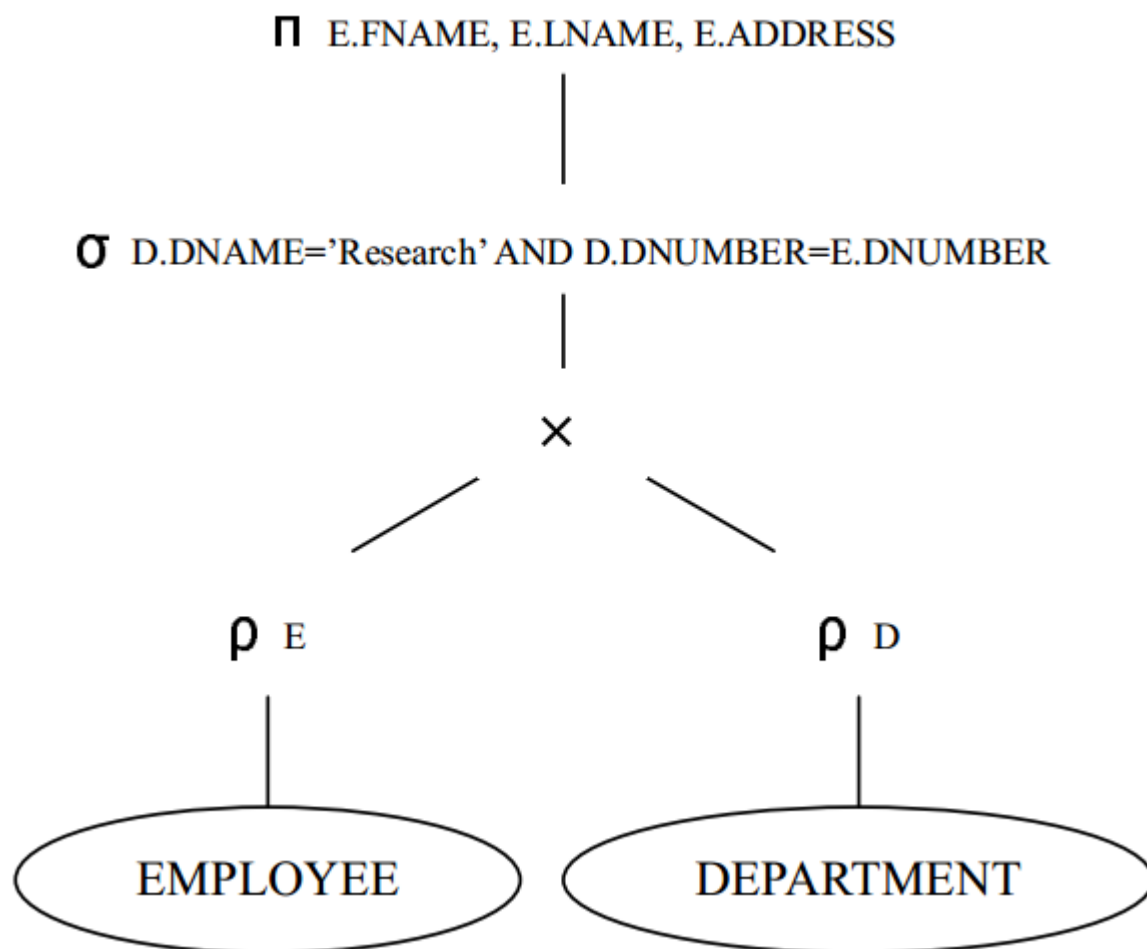 π E.FNAME, E.LNAME, E.ADDRESS
σ D.DNAME=’Research’ AND D.DNUMBER=E.DNUMBER
×
ρ E
ρ D
EMPLOYEE
DEPARTMENT